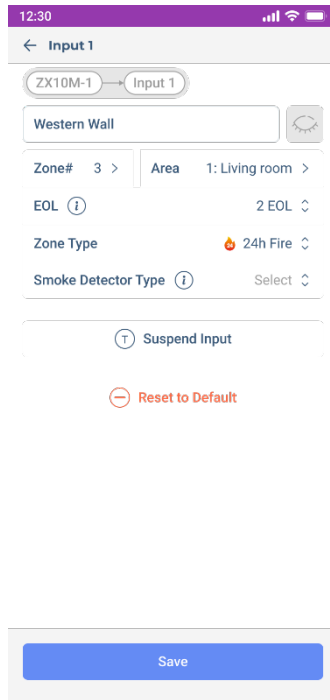 12:30
Input 1
ZX10M-1 Input 1
Western Wall
Zone# 3 Area 1: Living room
EOL i 2 EOL
Zone Type 24h Fire
Smoke Detector Type i Select
T Suspend Input
Reset to Default
Save